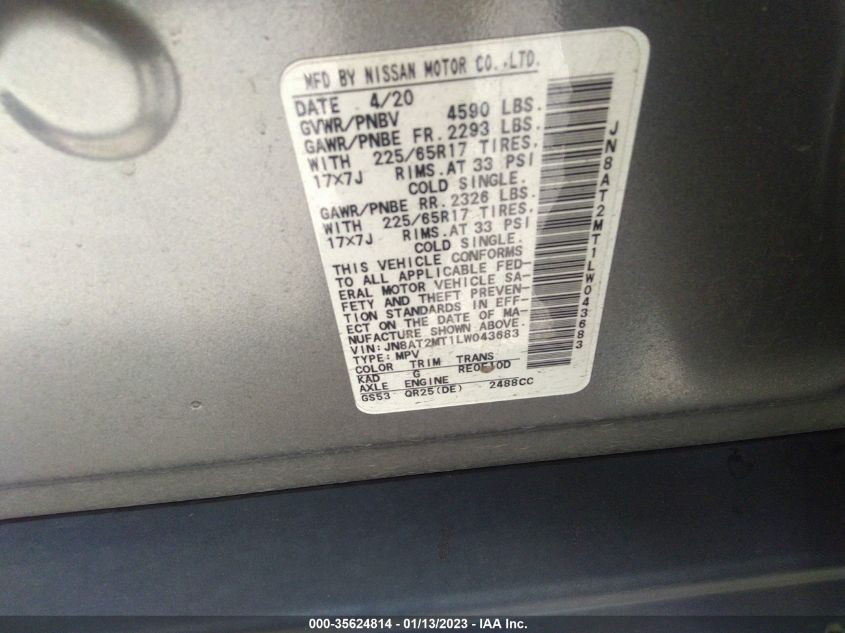 MFD BY NISSAN MOTOR CO.,LTD.
DATE 4/20
GVWR/PNBV 4590 LBS.
GAWR/PNBE FR. 2293 LBS.
WITH 225/65R17 TIRES,
17X7J RIMS.AT 33 PSI
COLD SINGLE.
GAWR/PNBE RR. 2326 LBS.
WITH 225/65R17 TIRES,
17X7J RIMS.AT 33 PSI
COLD SINGLE.
THIS VEHICLE CONFORMS
TO ALL APPLICABLE FED-
ERAL MOTOR VEHICLE SA-
FETY AND THEFT PREVEN-
TION STANDARDS IN EFF-
ECT ON THE DATE OF MA-
NUFACTURE SHOWN ABOVE.
VIN: JN8AT2MT1LW043683
TYPE: MPV
COLOR TRIM TRANS
KAD G RE0F10D
AXLE ENGINE
GS53 QR25(DE) 2488CC
JN8AT2MT1LW043683
000-35624814 - 01/13/2023 - IAA Inc.